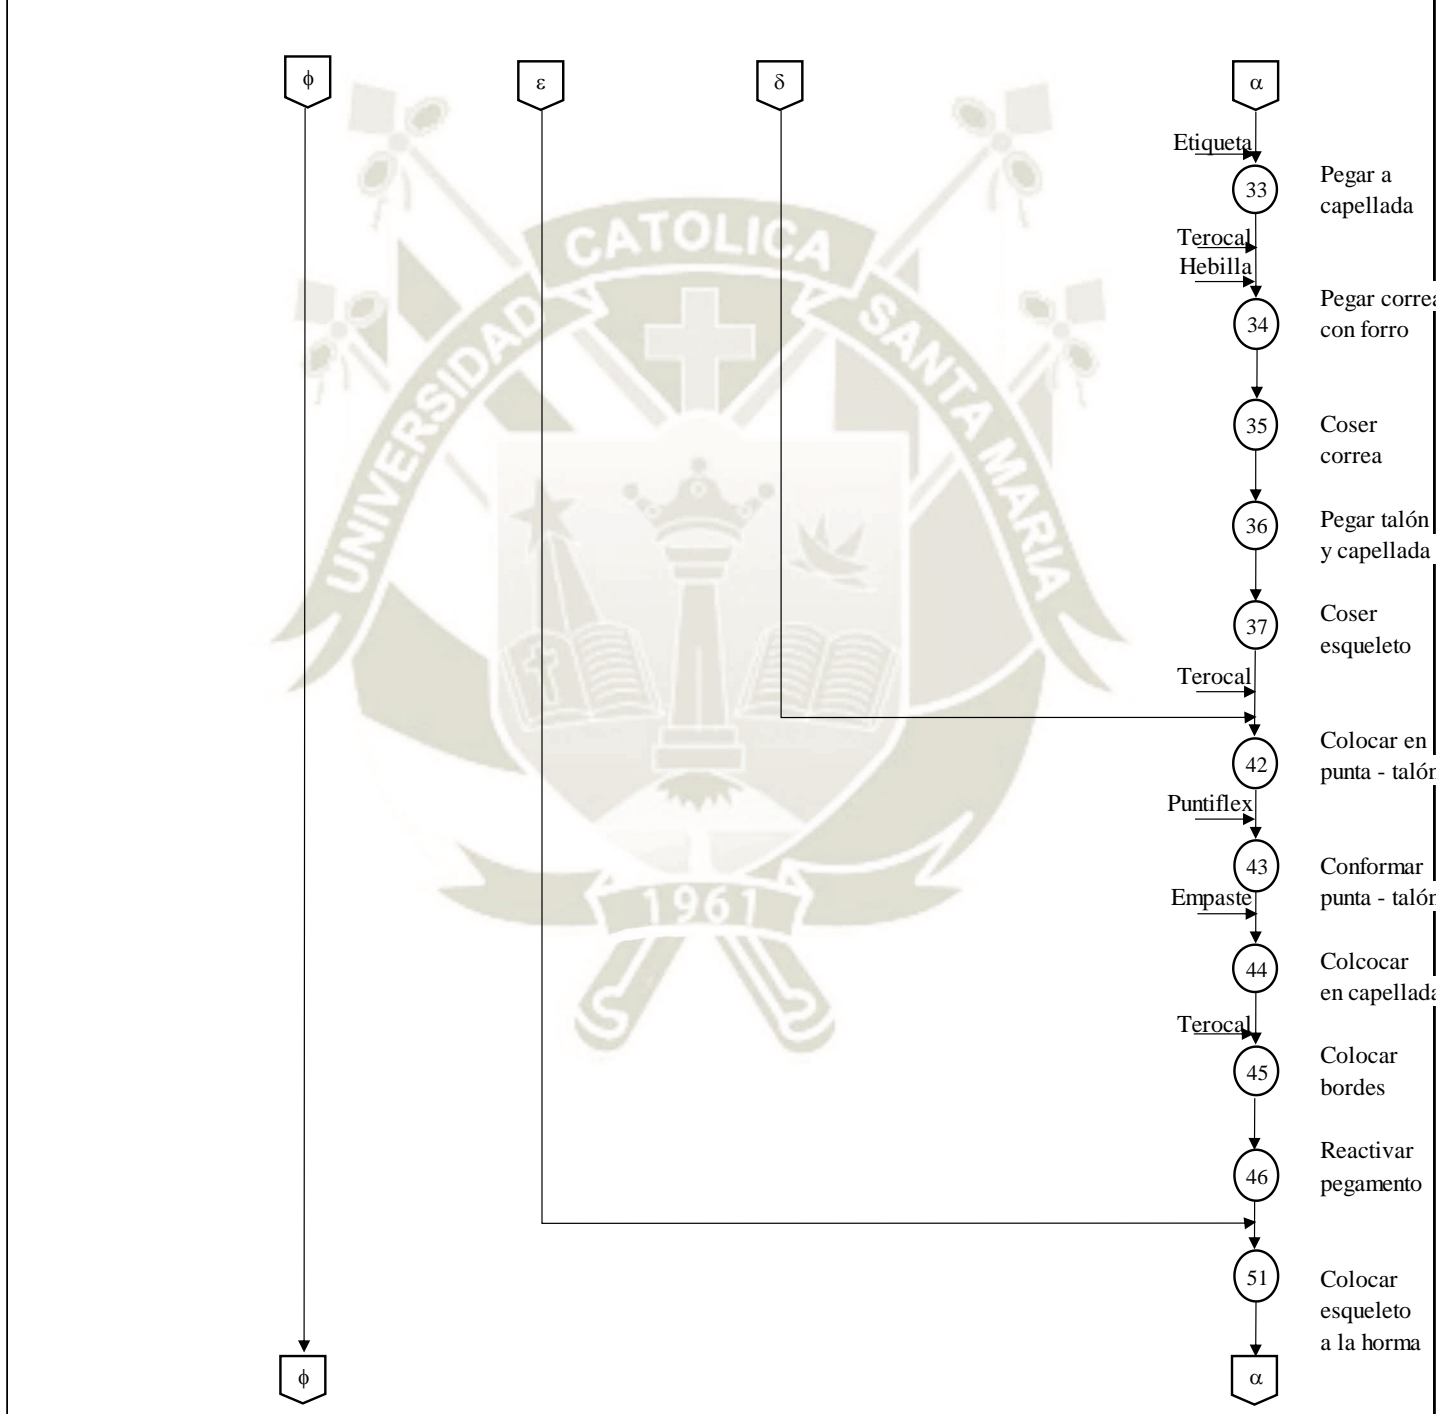 φ
ε
δ
α
Etiqueta
33
Pegar a
capellada
Terocal
Hebilla
34
Pegar correa
con forro
35
Coser
correa
36
Pegar talón
y capellada
37
Coser
esqueleto
Terocal
42
Colocar en
punta - talón
Puntiflex
43
Conformar
punta - talón
Empaste
44
Colcocar
en capellada
Terocal
45
Colocar
bordes
46
Reactivar
pegamento
51
Colocar
esqueleto
a la horma
φ
α
UNIVERSIDAD CATOLICA SANTA MARIA
1961